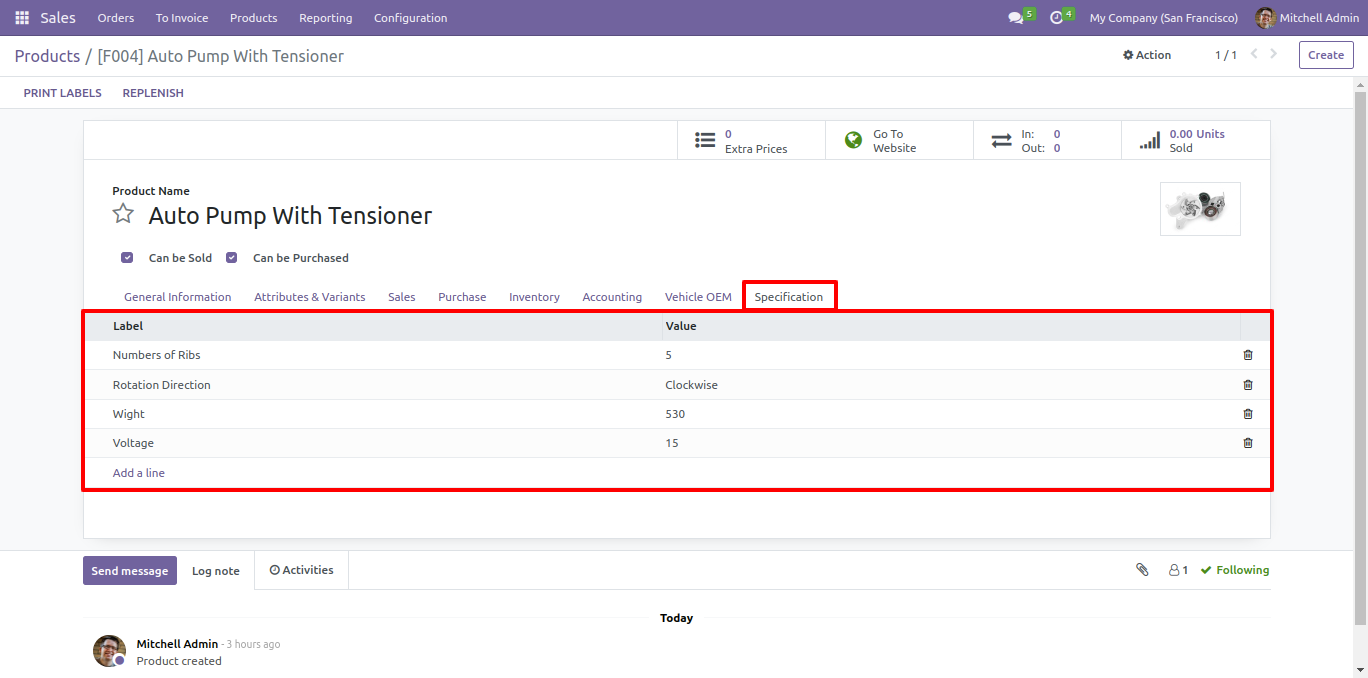 Sales Orders To Invoice Products Reporting Configuration 5 4 My Company (San Francisco) Mitchell Admin
Products / [F004] Auto Pump With Tensioner Action 1 / 1 Create
PRINT LABELS REPLENISH
0 Extra Prices
Go To Website
In: 0
Out: 0
0.00 Units Sold
Product Name
Auto Pump With Tensioner
Can be Sold Can be Purchased
General Information Attributes & Variants Sales Purchase Inventory Accounting Vehicle OEM Specification
Label Value
Numbers of Ribs 5
Rotation Direction Clockwise
Wight 530
Voltage 15
Add a line
Send message Log note Activities 1 Following
Today
Mitchell Admin - 3 hours ago
Product created